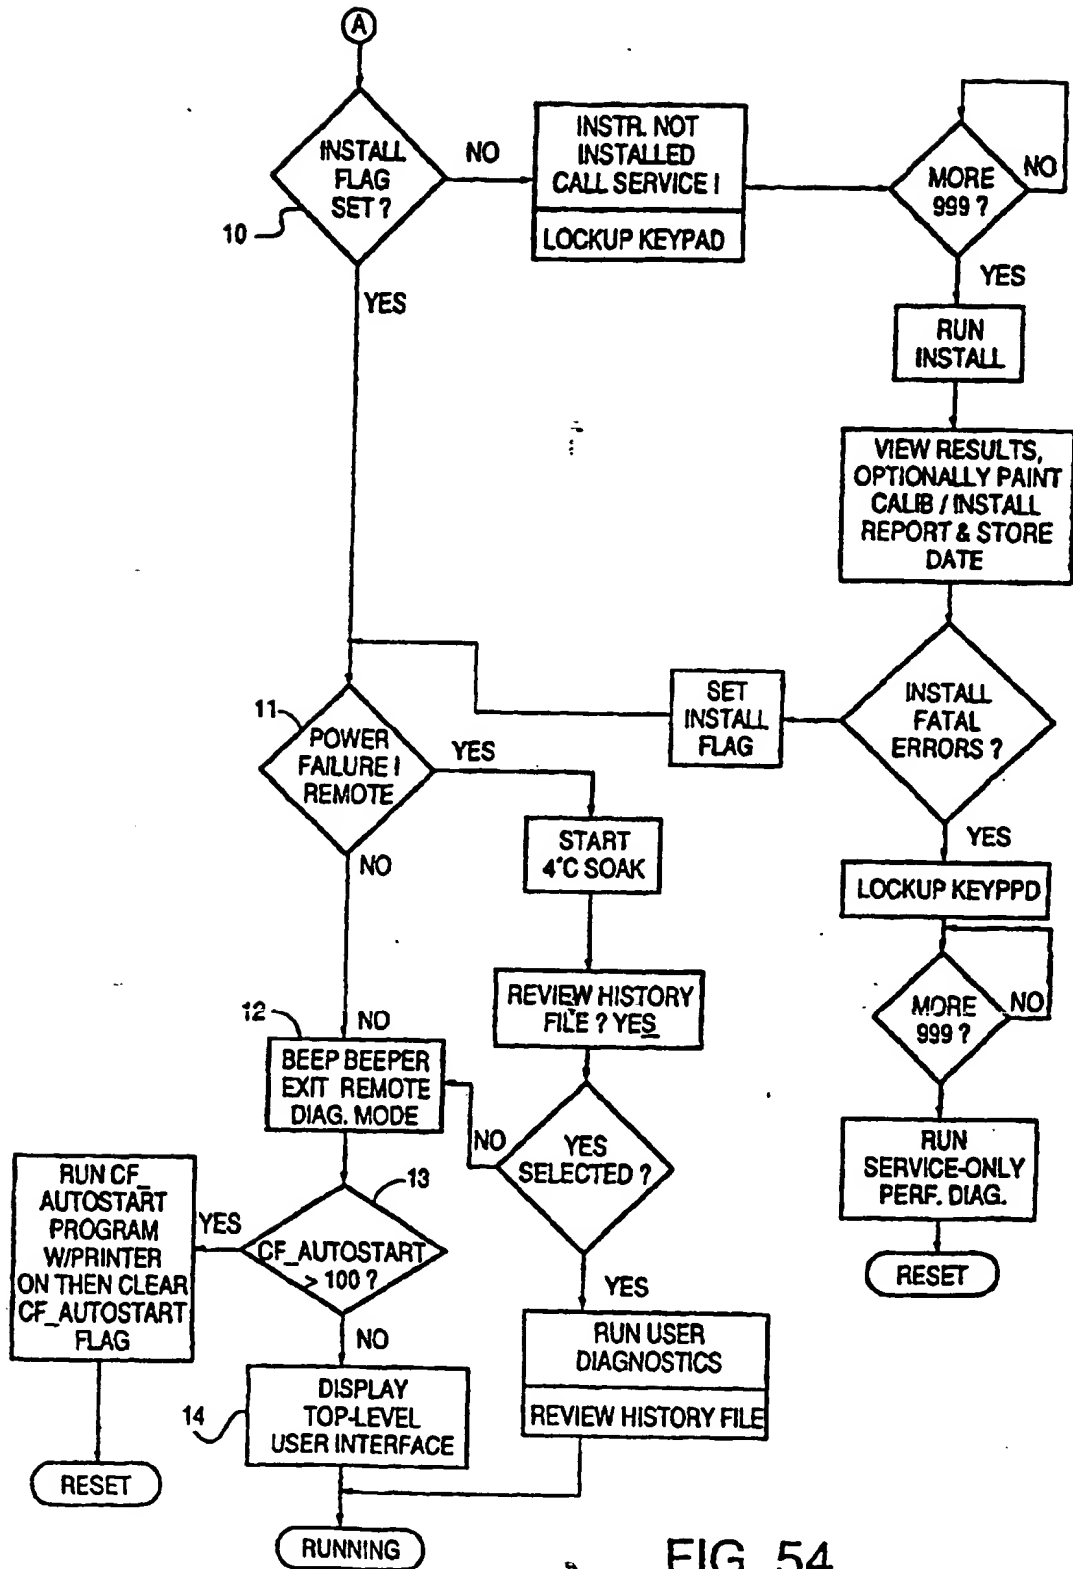 A
INSTALL
FLAG
SET ?
10
NO
YES
INSTR. NOT
INSTALLED
CALL SERVICE !
LOCKUP KEYPAD
MORE
999 ?
NO
YES
RUN
INSTALL
VIEW RESULTS,
OPTIONALLY PAINT
CALIB / INSTALL
REPORT & STORE
DATE
INSTALL
FATAL
ERRORS ?
SET
INSTALL
FLAG
YES
LOCKUP KEYPPD
MORE
999 ?
NO
RUN
SERVICE-ONLY
PERF. DIAG.
RESET
11
POWER
FAILURE !
REMOTE
YES
NO
START
4°C SOAK
REVIEW HISTORY
FILE ? YES
YES
SELECTED ?
NO
YES
RUN USER
DIAGNOSTICS
REVIEW HISTORY FILE
12
NO
BEEP BEEPER
EXIT REMOTE
DIAG. MODE
13
CF_AUTOSTART
> 100 ?
YES
NO
RUN CF_
AUTOSTART
PROGRAM
W/PRINTER
ON THEN CLEAR
CF_AUTOSTART
FLAG
RESET
14
DISPLAY
TOP-LEVEL
USER INTERFACE
RUNNING
FIG. 54